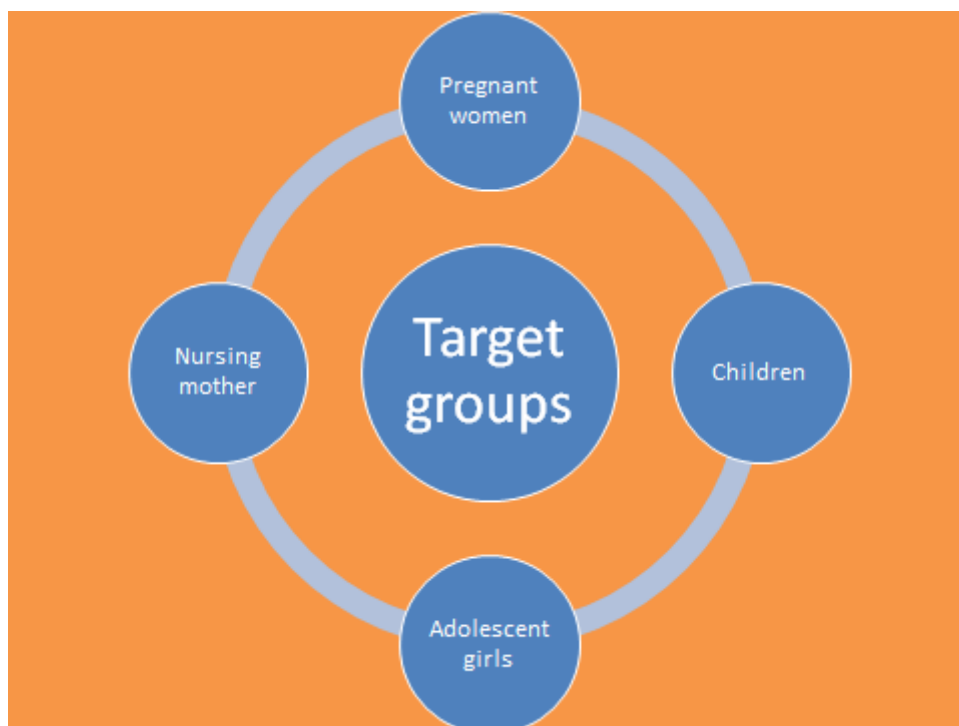 Pregnant
women
Nursing
mother
Target
groups
Children
Adolescent
girls